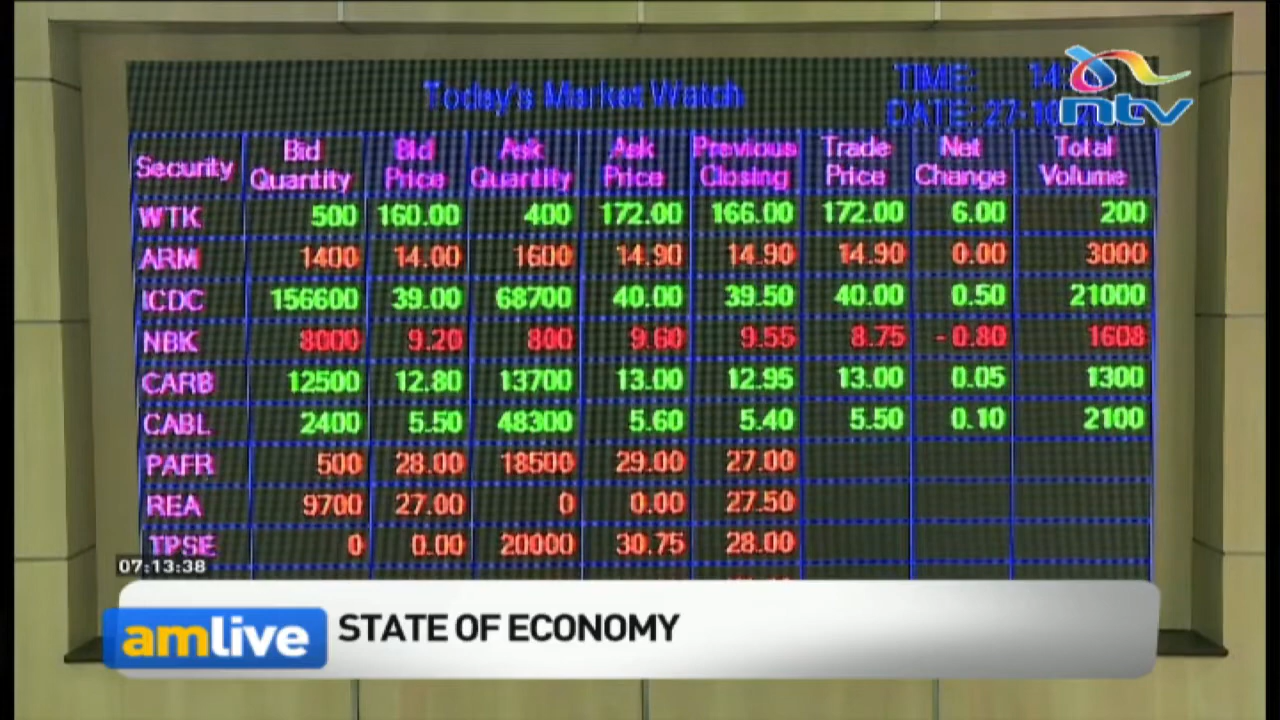 Today's Market Watch
TIME:
DATE: 27-10
ntv
Security Bid Quantity Bid Price Ask Quantity Ask Price Previous Closing Trade Price Net Change Total Volume
WTK 500 160.00 400 172.00 166.00 172.00 6.00 200
ARM 1400 14.00 1600 14.90 14.90 14.90 0.00 3000
ICDC 156600 39.00 68700 40.00 39.50 40.00 0.50 21000
NBK 8000 9.20 800 9.60 9.55 8.75 -0.80 1608
CARB 12500 12.80 13700 13.00 12.95 13.00 0.05 1300
CABL 2400 5.50 48300 5.60 5.40 5.50 0.10 2100
PAFR 500 28.00 18500 29.00 27.00
REA 9700 27.00 0 0.00 27.50
TPSE 0 0.00 20000 30.75 28.00
07:13:38
amlive
STATE OF ECONOMY